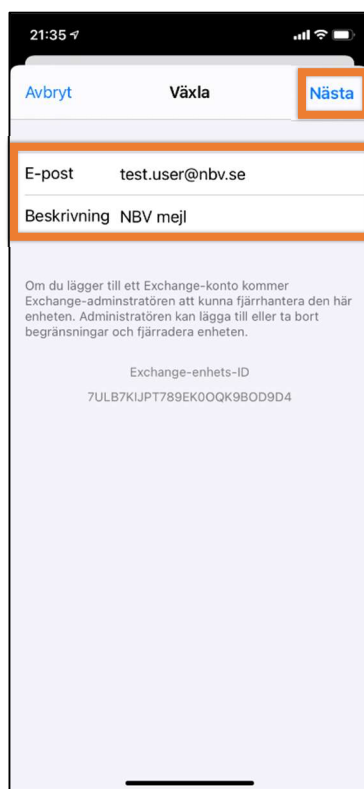 21:35
Avbryt Växla Nästa
E-post test.user@nbv.se
Beskrivning NBV mejl
Om du lägger till ett Exchange-konto kommer
Exchange-adminstratören att kunna fjärrhantera den här
enheten. Administratören kan lägga till eller ta bort
begränsningar och fjärradera enheten.
Exchange-enhets-ID
7ULB7KIJPT789EK0OQK9BOD9D4